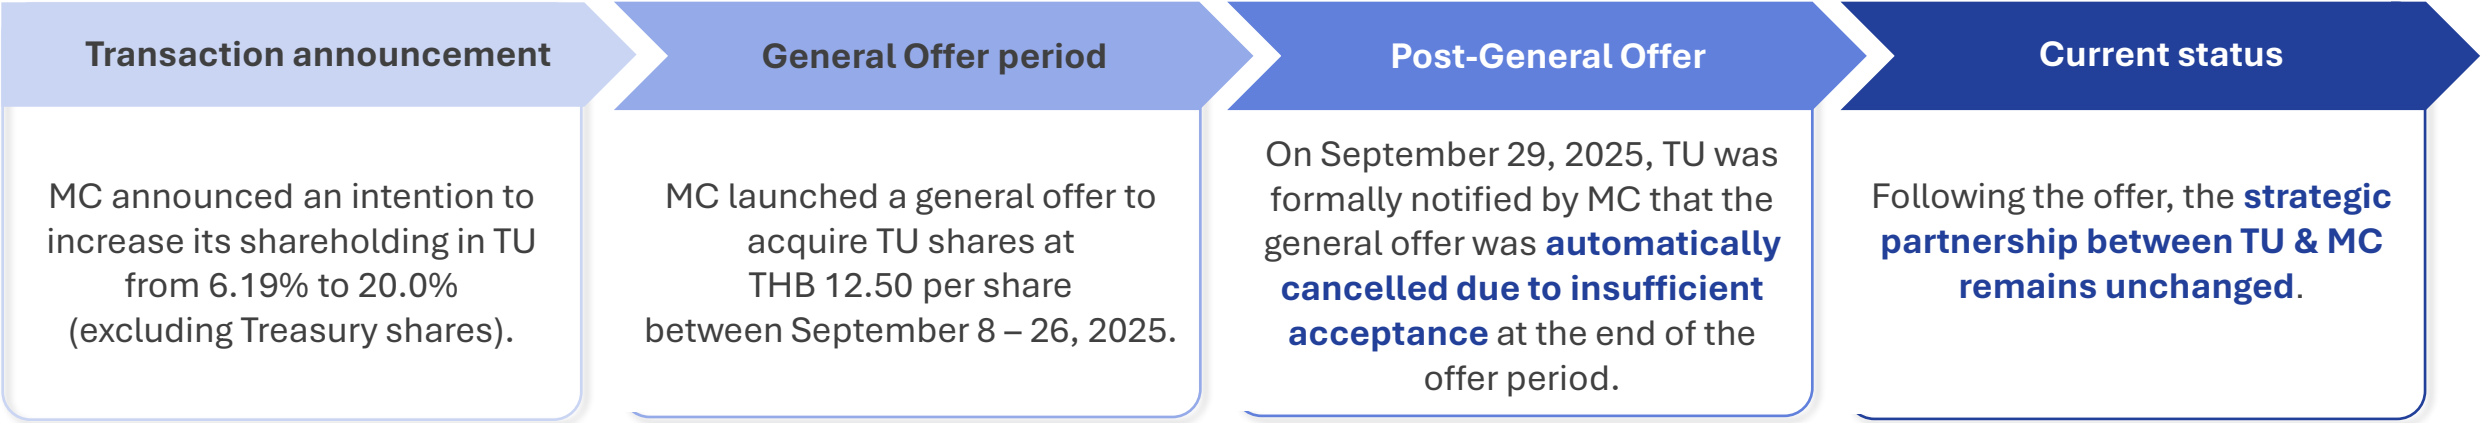 Transaction announcement
MC announced an intention to
increase its shareholding in TU
from 6.19% to 20.0%
(excluding Treasury shares).
General Offer period
MC launched a general offer to
acquire TU shares at
THB 12.50 per share
between September 8 – 26, 2025.
Post-General Offer
On September 29, 2025, TU was
formally notified by MC that the
general offer was automatically
cancelled due to insufficient
acceptance at the end of the
offer period.
Current status
Following the offer, the strategic
partnership between TU & MC
remains unchanged.